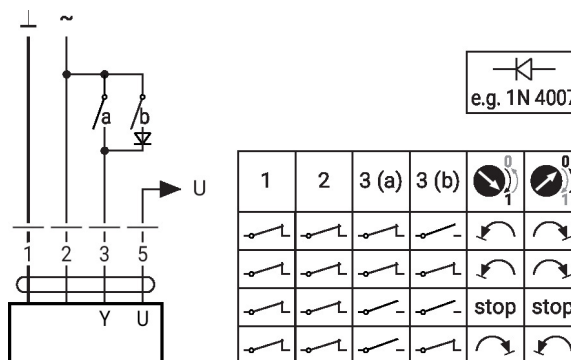 ⊥ ~
e.g. 1N 4007
a b
U
1 2 3 (a) 3 (b) 0 1 0 1
1 2 3 5
stop stop
Y U